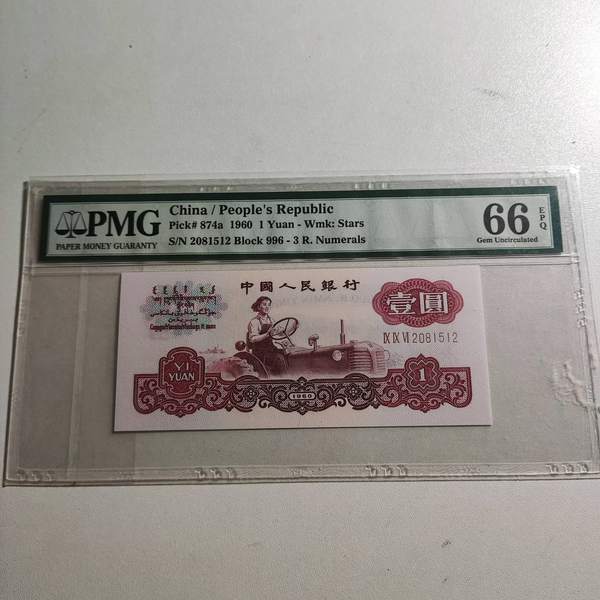 PMG
PAPER MONEY GUARANTY
China / People's Republic
Pick# 874a 1960 1 Yuan - Wmk: Stars
S/N 2081512 Block 996 - 3 R. Numerals
66 EPQ
Gem Uncirculated
中國人民銀行
壹圓
IX IX VI 2081512
YI
YUAN
1960
1